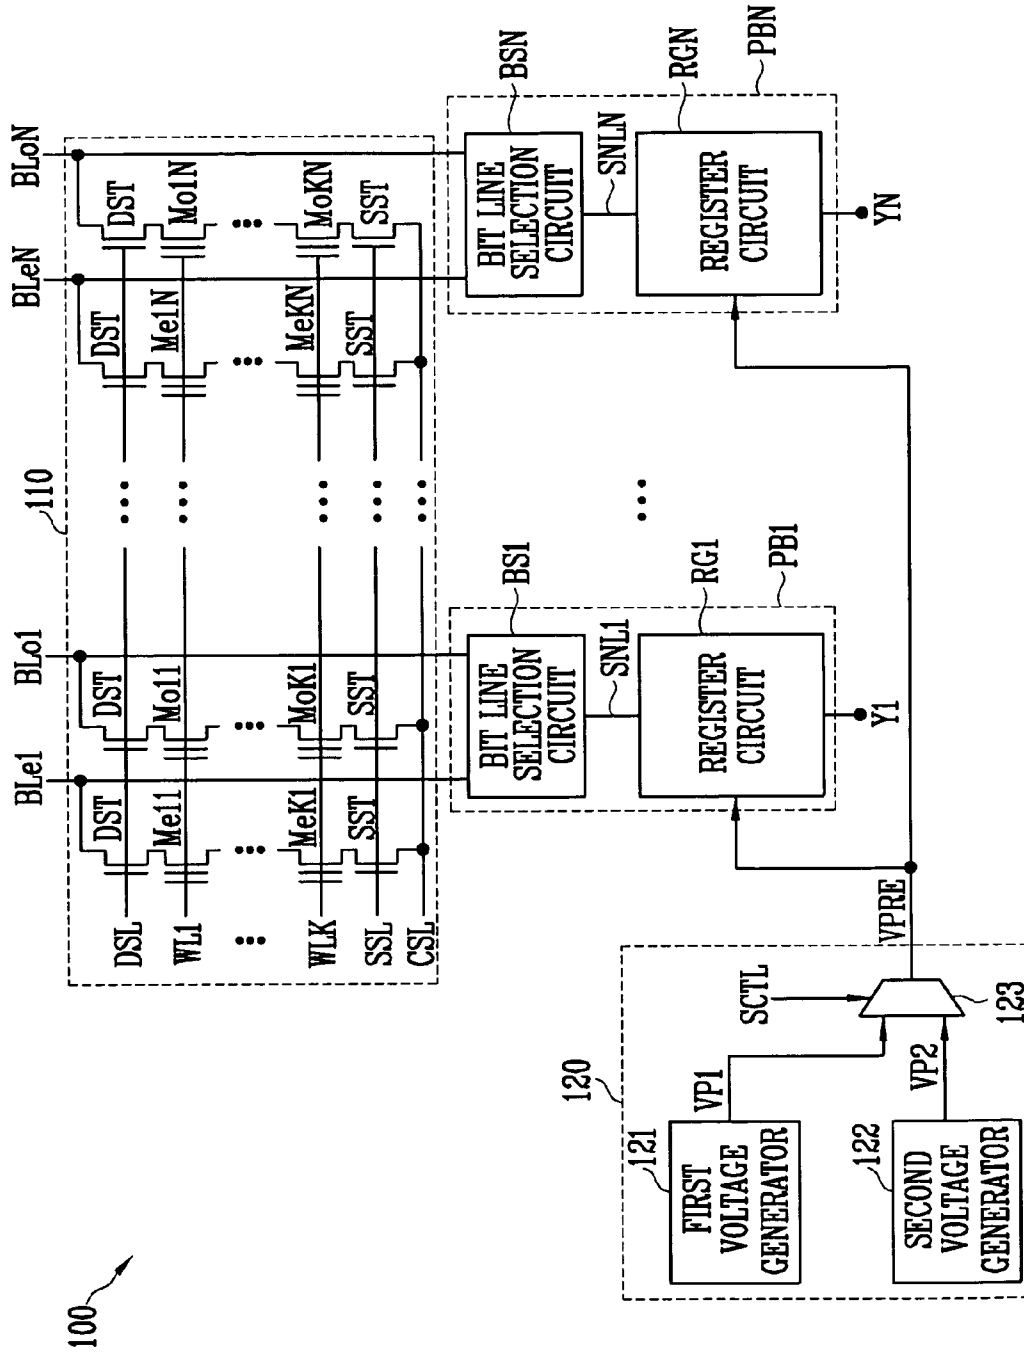 100
110
BLe1
BLo1
BLeN
BLoN
DSL
DST
DST
DST
DST
WL1
Me11
Mo11
Me1N
Mo1N
WLK
MeK1
MoK1
MeKN
MoKN
SSL
SST
SST
SST
SST
CSL
BIT LINE
SELECTION
CIRCUIT
BS1
SNL1
REGISTER
CIRCUIT
RG1
PB1
Y1
BIT LINE
SELECTION
CIRCUIT
BSN
SNLN
REGISTER
CIRCUIT
RGN
PBN
YN
120
121
FIRST
VOLTAGE
GENERATOR
VP1
122
SECOND
VOLTAGE
GENERATOR
VP2
SCTL
123
VPRE